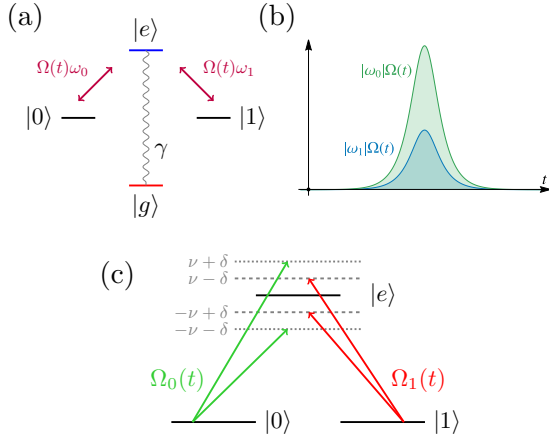 (a)
|e⟩
Ω(t)ω₀
Ω(t)ω₁
|0⟩
|1⟩
γ
|g⟩
(b)
|ω₀|Ω(t)
|ω₁|Ω(t)
t
(c)
ν + δ
ν − δ
|e⟩
−ν + δ
−ν − δ
Ω₀(t)
Ω₁(t)
|0⟩
|1⟩